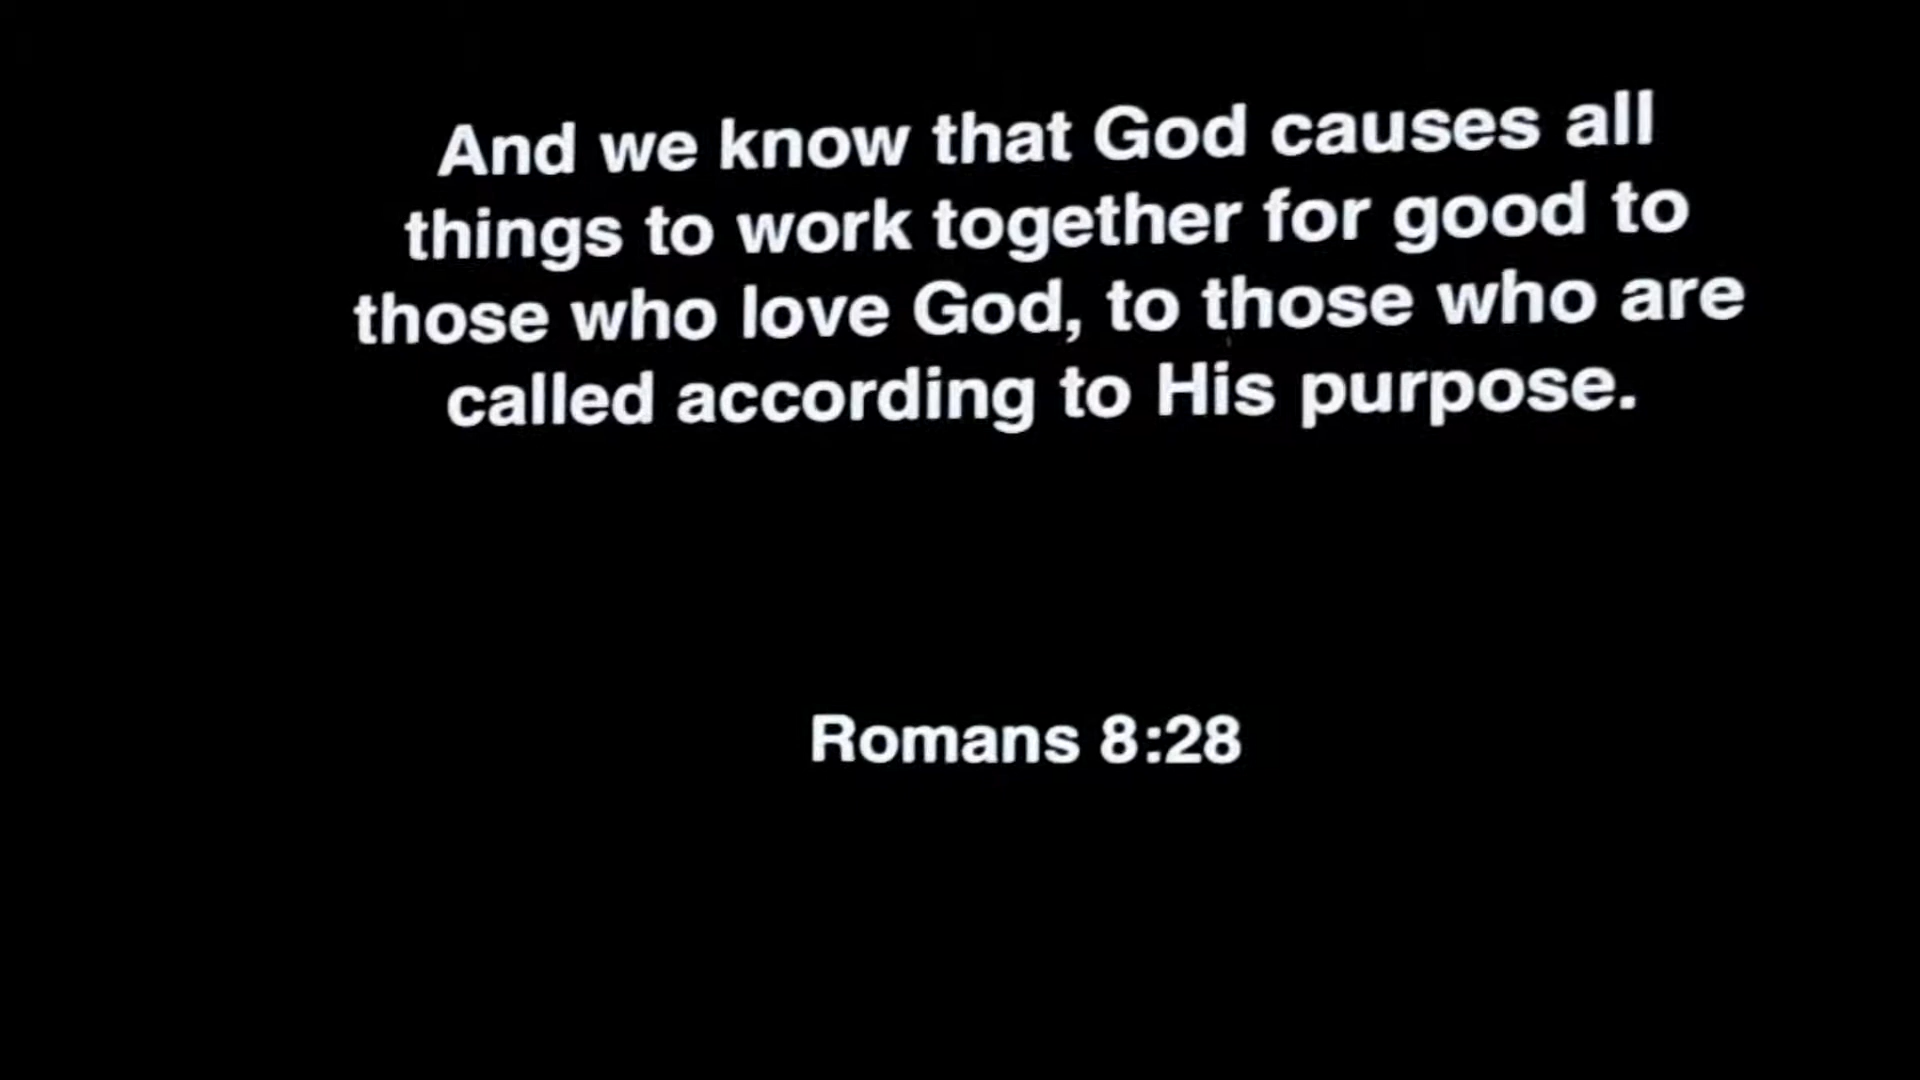 And we know that God causes all
things to work together for good to
those who love God, to those who are
called according to His purpose.
Romans 8:28